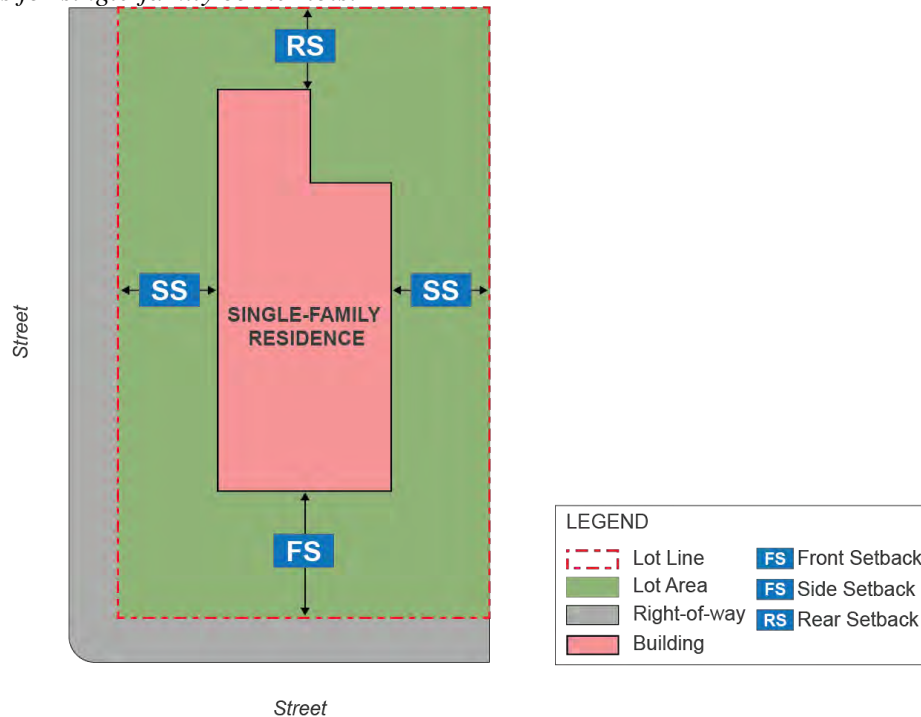 RS
SS
SS
SINGLE-FAMILY
RESIDENCE
Street
FS
LEGEND
Lot Line
FS Front Setback
Lot Area
FS Side Setback
Right-of-way
RS Rear Setback
Building
Street